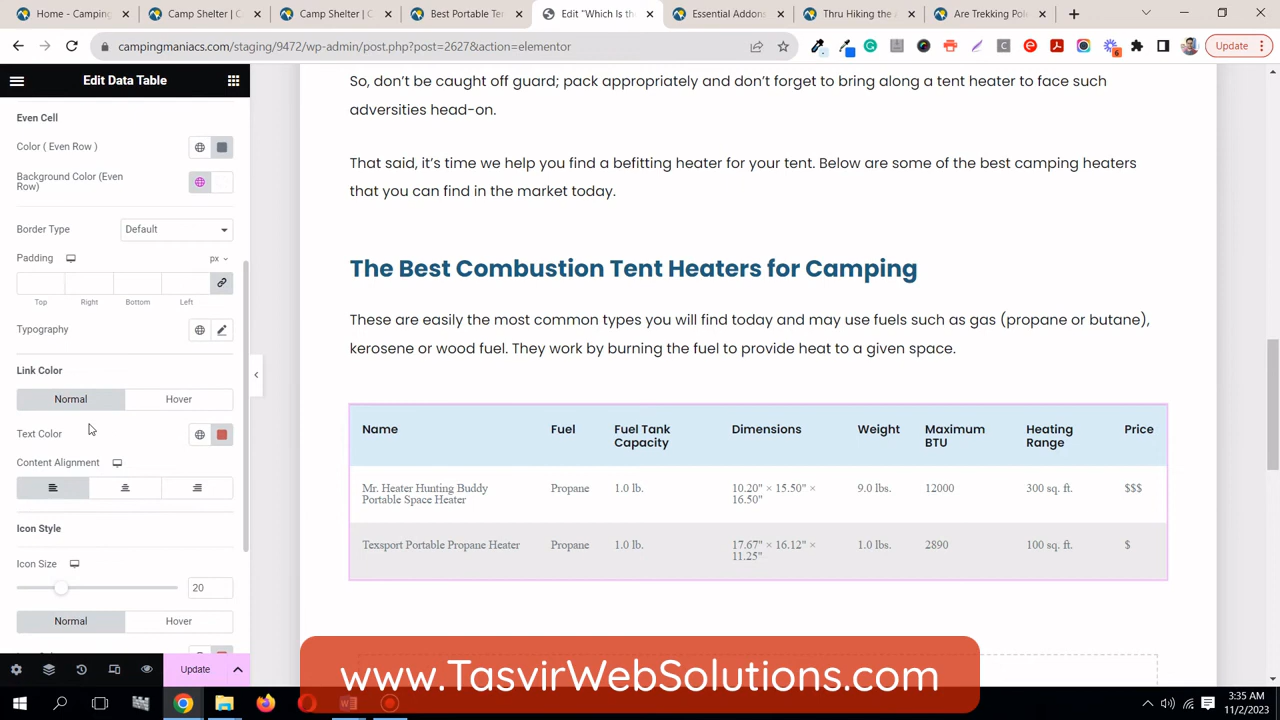 Home - Camping
Camp Shelter | C
Camp Shelter | C
Best Portable Te
Edit "Which Is th
Essential Addons
Thru Hiking the
Are Trekking Pol
campingmaniacs.com/staging/9472/wp-admin/post.php?post=2627&action=elementor
Update
Edit Data Table
Even Cell
Color ( Even Row )
Background Color (Even
Row)
Border Type
Default
Padding
px
Top
Right
Bottom
Left
Typography
Link Color
Normal
Hover
Text Color
Content Alignment
Icon Style
Icon Size
20
Normal
Hover
Update
So, don't be caught off guard; pack appropriately and don't forget to bring along a tent heater to face such
adversities head-on.
That said, it's time we help you find a befitting heater for your tent. Below are some of the best camping heaters
that you can find in the market today.
The Best Combustion Tent Heaters for Camping
These are easily the most common types you will find today and may use fuels such as gas (propane or butane),
kerosene or wood fuel. They work by burning the fuel to provide heat to a given space.
Name Fuel Fuel Tank Capacity Dimensions Weight Maximum BTU Heating Range Price
Mr. Heater Hunting Buddy Portable Space Heater Propane 1.0 lb. 10.20" × 15.50" × 16.50" 9.0 lbs. 12000 300 sq. ft. $$$
Texsport Portable Propane Heater Propane 1.0 lb. 17.67" × 16.12" × 11.25" 1.0 lbs. 2890 100 sq. ft. $
www.TasvirWebSolutions.com
3:35 AM
11/2/2023